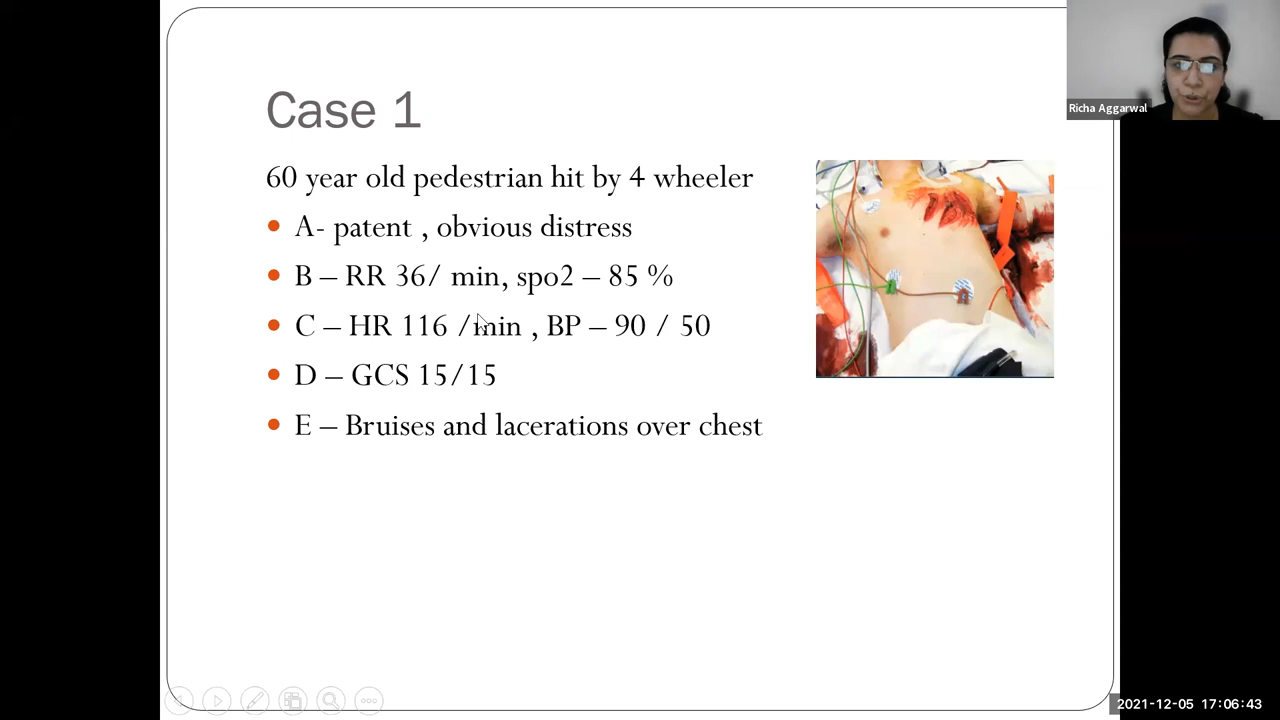 Richa Aggarwal
Case 1
60 year old pedestrian hit by 4 wheeler
A- patent , obvious distress
B – RR 36/ min, spo2 – 85 %
C – HR 116 /min , BP – 90 / 50
D – GCS 15/15
E – Bruises and lacerations over chest
2021-12-05 17:06:43